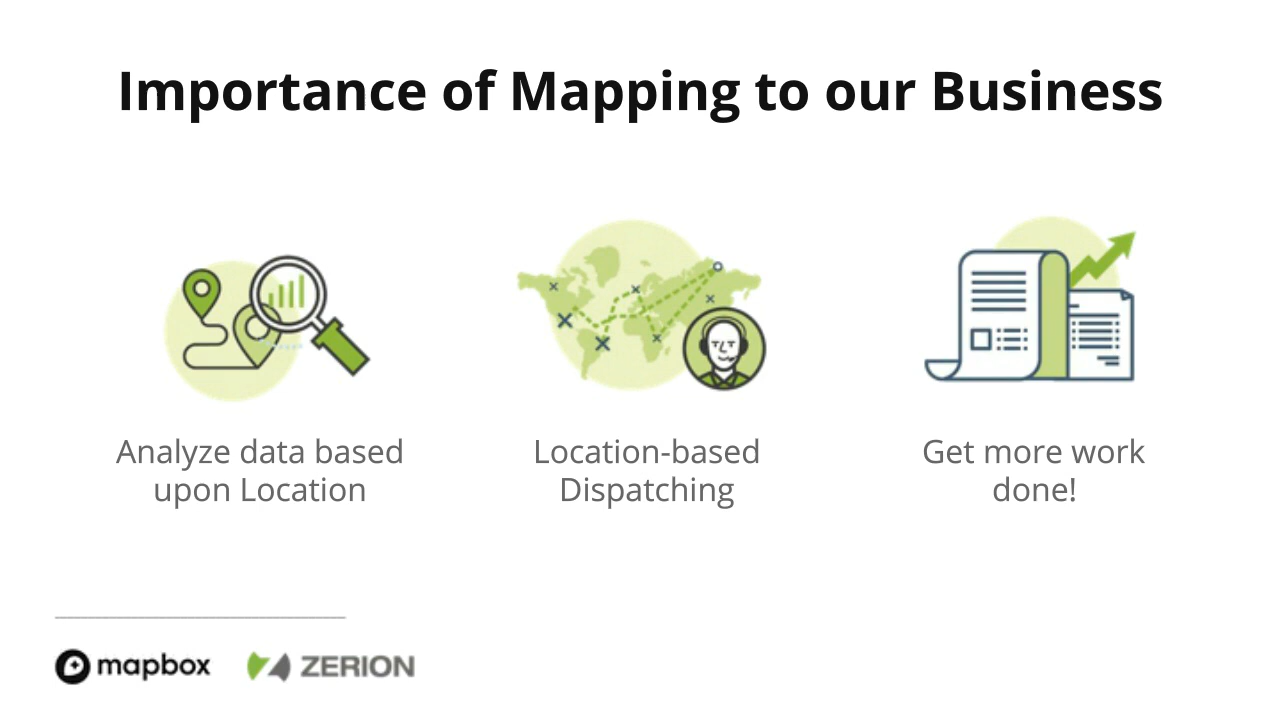 Importance of Mapping to our Business
Analyze data based
upon Location
Location-based
Dispatching
Get more work
done!
mapbox
ZERION